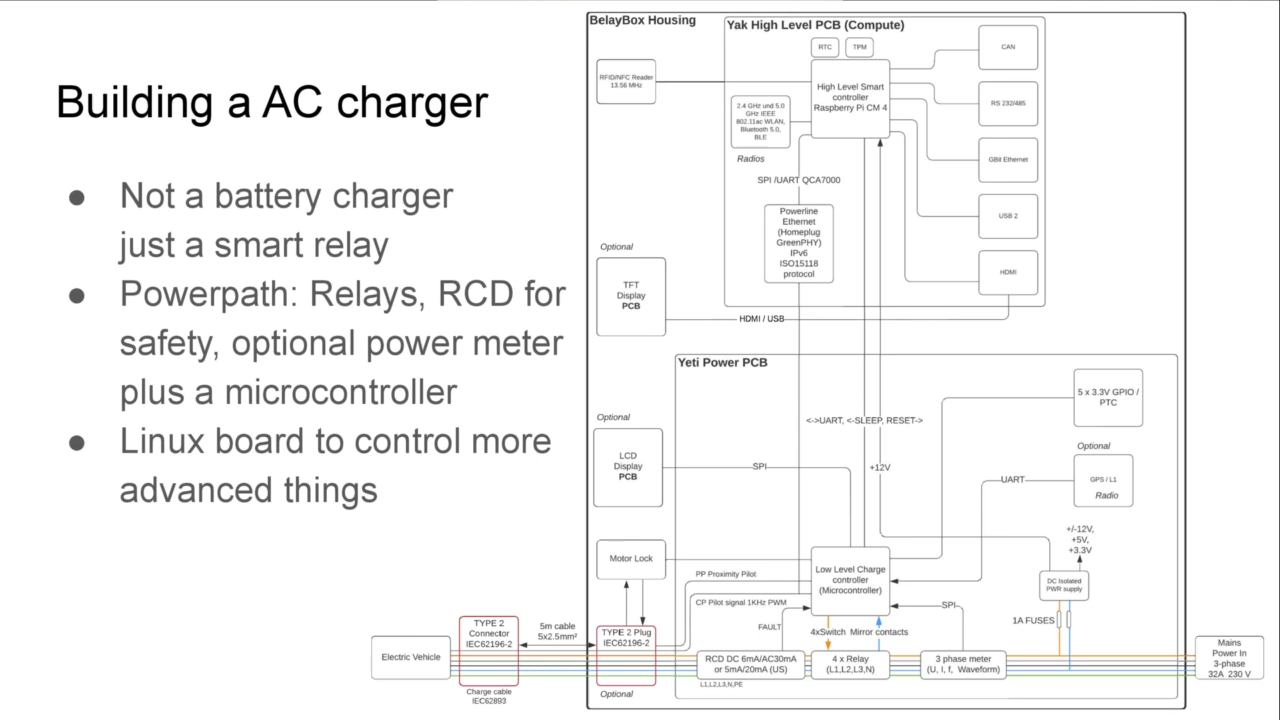 Building a AC charger
● Not a battery charger
just a smart relay
● Powerpath: Relays, RCD for
safety, optional power meter
plus a microcontroller
● Linux board to control more
advanced things
BelayBox Housing
Yak High Level PCB (Compute)
RTC
TPM
CAN
RFID/NFC Reader
13.56 MHz
High Level Smart
controller
Raspberry Pi CM 4
2.4 GHz und 5.0
GHz IEEE
802.11ac WLAN,
Bluetooth 5.0,
BLE
Radios
RS 232/485
GBit Ethernet
SPI /UART QCA7000
Powerline
Ethernet
(Homeplug
GreenPHY)
IPv6
ISO15118
protocol
USB 2
HDMI
Optional
TFT
Display
PCB
HDMI / USB
Yeti Power PCB
5 x 3.3V GPIO /
PTC
Optional
LCD
Display
PCB
<->UART, <-SLEEP, RESET->
SPI
+12V
Optional
UART
GPS / L1
Radio
+/-12V,
+5V,
+3.3V
Motor Lock
PP Proximity Pilot
CP Pilot signal 1KHz PWM
Low Level Charge
controller
(Microcontroller)
DC Isolated
PWR supply
SPI
1A FUSES
FAULT
4xSwitch
Mirror contacts
TYPE 2
Connector
IEC62196-2
5m cable
5x2.5mm²
TYPE 2 Plug
IEC62196-2
Electric Vehicle
RCD DC 6mA/AC30mA
or 5mA/20mA (US)
4 x Relay
(L1,L2,L3,N)
3 phase meter
(U, I, f, Waveform)
Mains
Power In
3-phase
32A 230 V
L1,L2,L3,N,PE
Charge cable
IEC62893
Optional